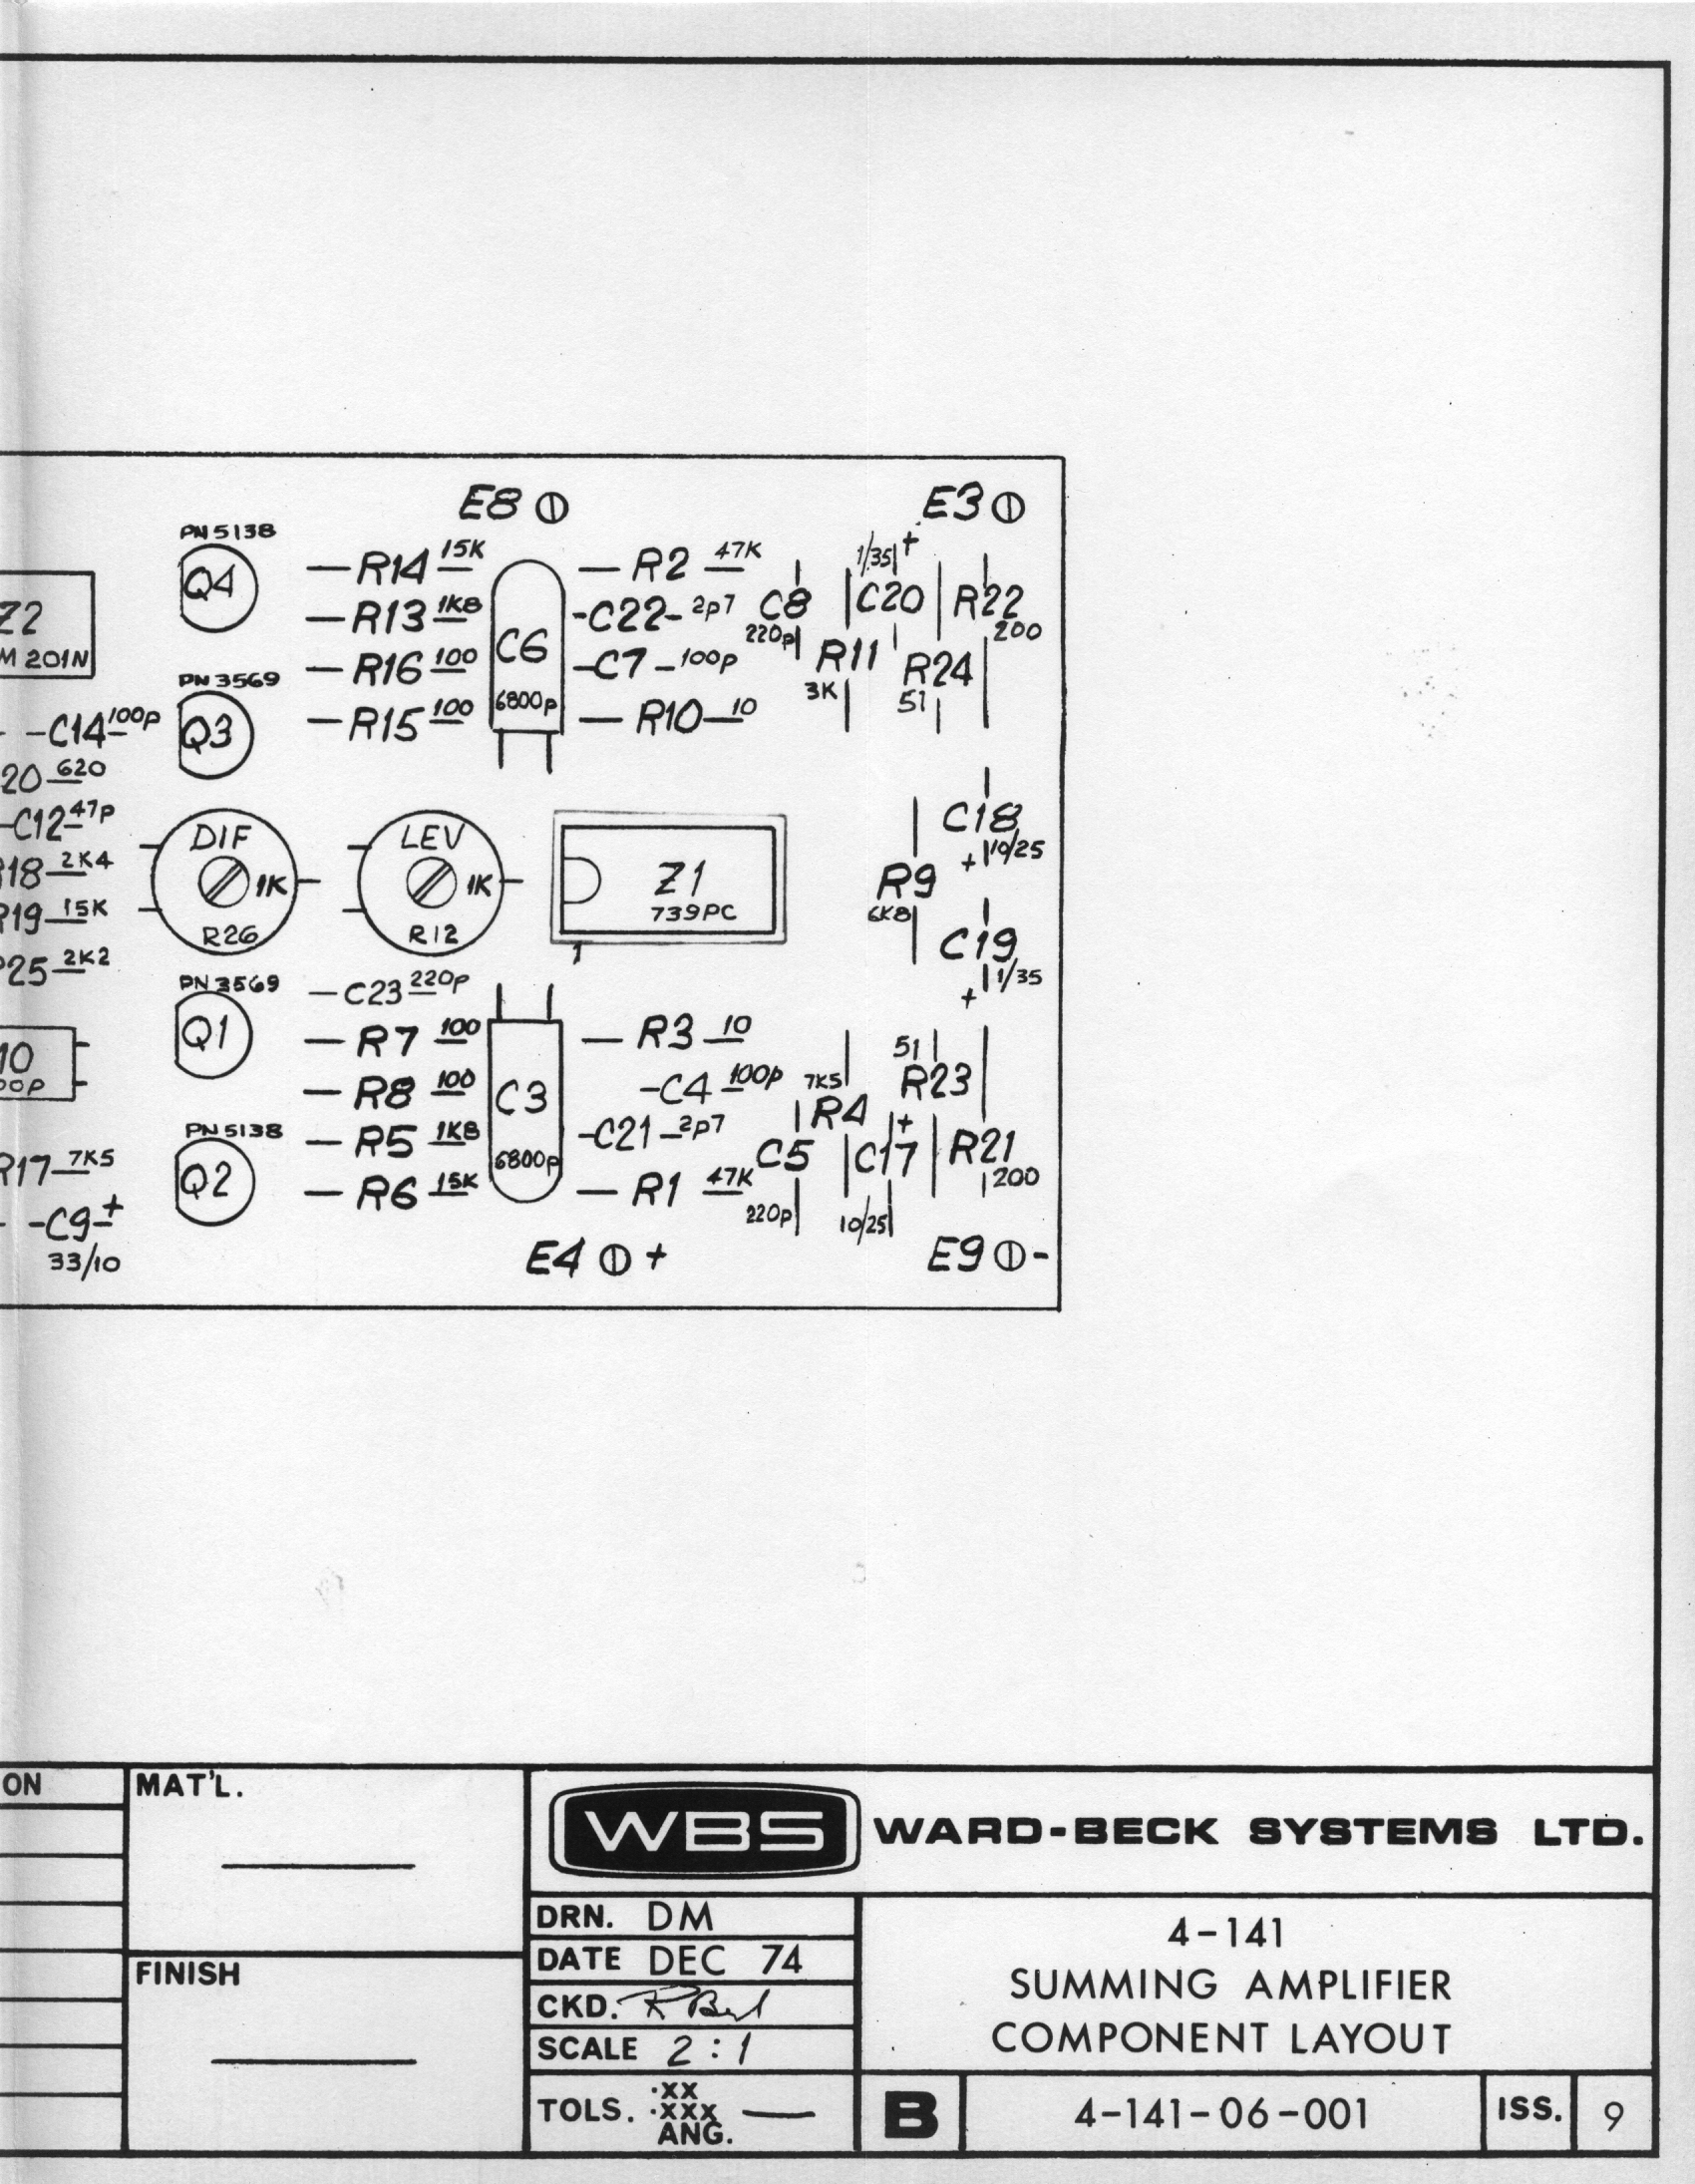 E8
E3
PN5138
Q4
R14 15K
R13 1K8
R16 100
R15 100
C6
6800p
R2 47K
C22 2p7
C7 100p
R10 10
C8
220p
1/35 +
C20
R11
3K
R22
200
R24
51
Z2
M 201N
PN3569
Q3
C14 100p
20 620
C12 47p
18 2K4
R19 15K
25 2K2
DIF
1K
R26
LEV
1K
R12
Z1
739PC
1
C18
+ 10/25
R9
6K8
C19
1/35
+
PN3569
Q1
C23 220p
R7 100
R8 100
R5 1K8
R6 15K
C3
6800p
R3 10
C4 100p
C21 2p7
R1 47K
7K5
R4
C5
220p
51
R23
+
C17
10/25
R21
200
10
00P
PN5138
Q2
R17 7K5
C9 +
33/10
E4 +
E9 -
ON
MAT'L.
FINISH
WBS WARD-BECK SYSTEMS LTD.
DRN. DM
DATE DEC 74
CKD.
SCALE 2:1
TOLS. .XX
.XXX
ANG.
4-141
SUMMING AMPLIFIER
COMPONENT LAYOUT
B
4-141-06-001
ISS. 9